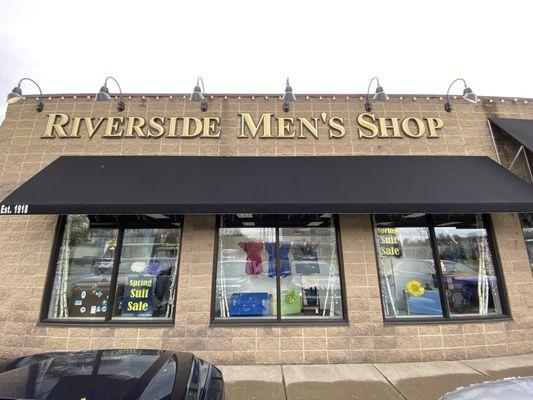 RIVERSIDE MEN'S SHOP
Est. 1918
Spring
Suit
Sale
Spring
Suit
Sale